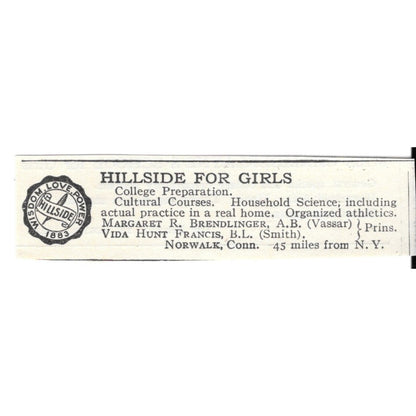 WISDOM, LOVE, POWER
HILLSIDE
1883
HILLSIDE FOR GIRLS
College Preparation.
Cultural Courses. Household Science, including
actual practice in a real home. Organized athletics.
MARGARET R. BRENDLINGER, A.B. (Vassar) } Prins.
VIDA HUNT FRANCIS, B.L. (Smith).
NORWALK, Conn. 45 miles from N. Y.